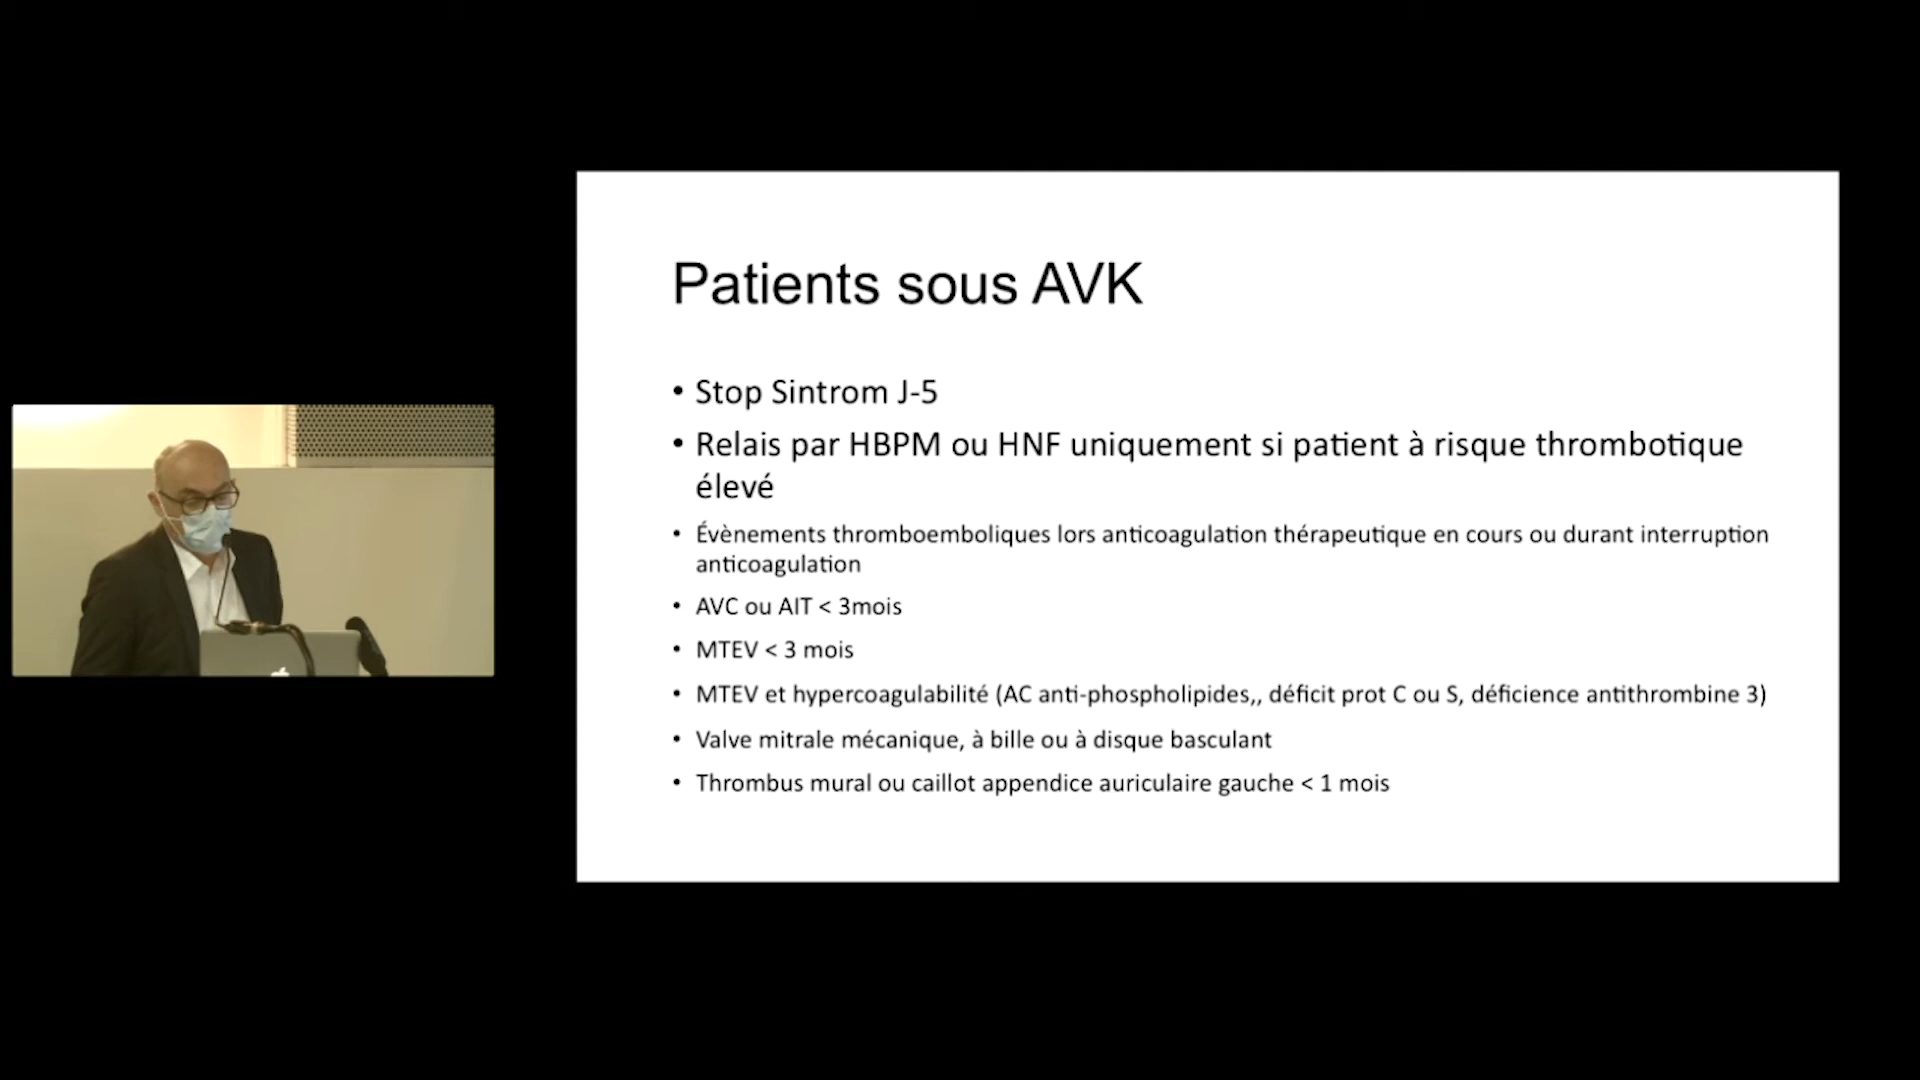 Patients sous AVK
• Stop Sintrom J-5
• Relais par HBPM ou HNF uniquement si patient à risque thrombotique
élevé
• Évènements thromboemboliques lors anticoagulation thérapeutique en cours ou durant interruption
anticoagulation
• AVC ou AIT < 3mois
• MTEV < 3 mois
• MTEV et hypercoagulabilité (AC anti-phospholipides,, déficit prot C ou S, déficience antithrombine 3)
• Valve mitrale mécanique, à bille ou à disque basculant
• Thrombus mural ou caillot appendice auriculaire gauche < 1 mois